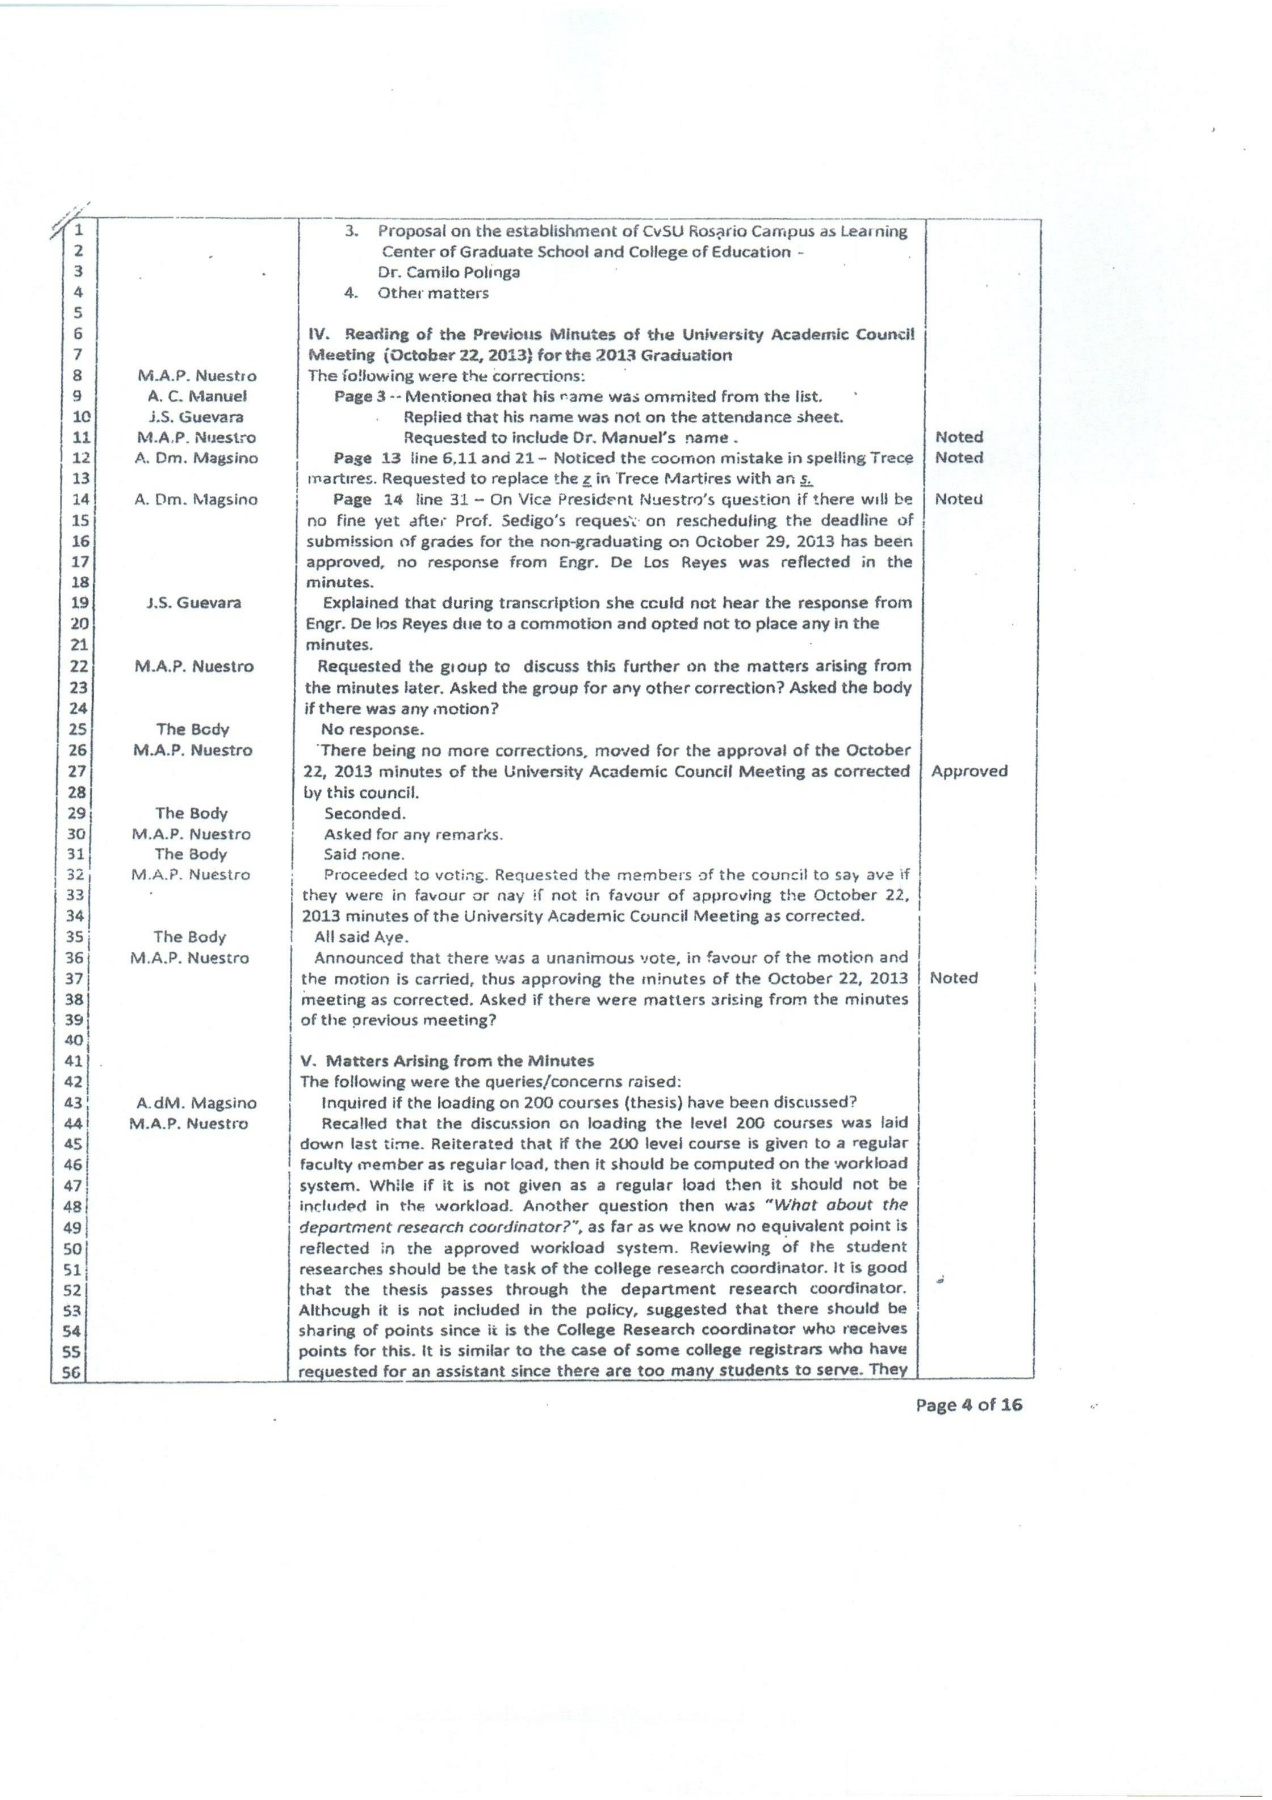 1 3. Proposal on the establishment of CvSU Rosario Campus as Learning
2 Center of Graduate School and College of Education -
3 Dr. Camilo Polinga
4 4. Other matters
5
6 IV. Reading of the Previous Minutes of the University Academic Council
7 Meeting (October 22, 2013) for the 2013 Graduation
8 M.A.P. Nuestro The following were the corrections:
9 A. C. Manuel Page 3 -- Mentioned that his name was ommited from the list.
10 J.S. Guevara Replied that his name was not on the attendance sheet.
11 M.A.P. Nuestro Requested to include Dr. Manuel's name . Noted
12 A. Dm. Magsino Page 13 line 6,11 and 21 – Noticed the coomon mistake in spelling Trece Noted
13 martires. Requested to replace the z in Trece Martires with an s.
14 A. Dm. Magsino Page 14 line 31 – On Vice President Nuestro's question if there will be Noted
15 no fine yet after Prof. Sedigo's request on rescheduling the deadline of
16 submission of grades for the non-graduating on October 29, 2013 has been
17 approved, no response from Engr. De Los Reyes was reflected in the
18 minutes.
19 J.S. Guevara Explained that during transcription she could not hear the response from
20 Engr. De los Reyes due to a commotion and opted not to place any in the
21 minutes.
22 M.A.P. Nuestro Requested the group to discuss this further on the matters arising from
23 the minutes later. Asked the group for any other correction? Asked the body
24 if there was any motion?
25 The Body No response.
26 M.A.P. Nuestro There being no more corrections, moved for the approval of the October
27 22, 2013 minutes of the University Academic Council Meeting as corrected Approved
28 by this council.
29 The Body Seconded.
30 M.A.P. Nuestro Asked for any remarks.
31 The Body Said none.
32 M.A.P. Nuestro Proceeded to voting. Requested the members of the council to say aye if
33 they were in favour or nay if not in favour of approving the October 22,
34 2013 minutes of the University Academic Council Meeting as corrected.
35 The Body All said Aye.
36 M.A.P. Nuestro Announced that there was a unanimous vote, in favour of the motion and
37 the motion is carried, thus approving the minutes of the October 22, 2013 Noted
38 meeting as corrected. Asked if there were matters arising from the minutes
39 of the previous meeting?
40
41 V. Matters Arising from the Minutes
42 The following were the queries/concerns raised:
43 A.dM. Magsino Inquired if the loading on 200 courses (thesis) have been discussed?
44 M.A.P. Nuestro Recalled that the discussion on loading the level 200 courses was laid
45 down last time. Reiterated that if the 200 level course is given to a regular
46 faculty member as regular load, then it should be computed on the workload
47 system. While if it is not given as a regular load then it should not be
48 included in the workload. Another question then was "What about the
49 department research coordinator?", as far as we know no equivalent point is
50 reflected in the approved workload system. Reviewing of the student
51 researches should be the task of the college research coordinator. It is good
52 that the thesis passes through the department research coordinator.
53 Although it is not included in the policy, suggested that there should be
54 sharing of points since it is the College Research coordinator who receives
55 points for this. It is similar to the case of some college registrars who have
56 requested for an assistant since there are too many students to serve. They
Page 4 of 16